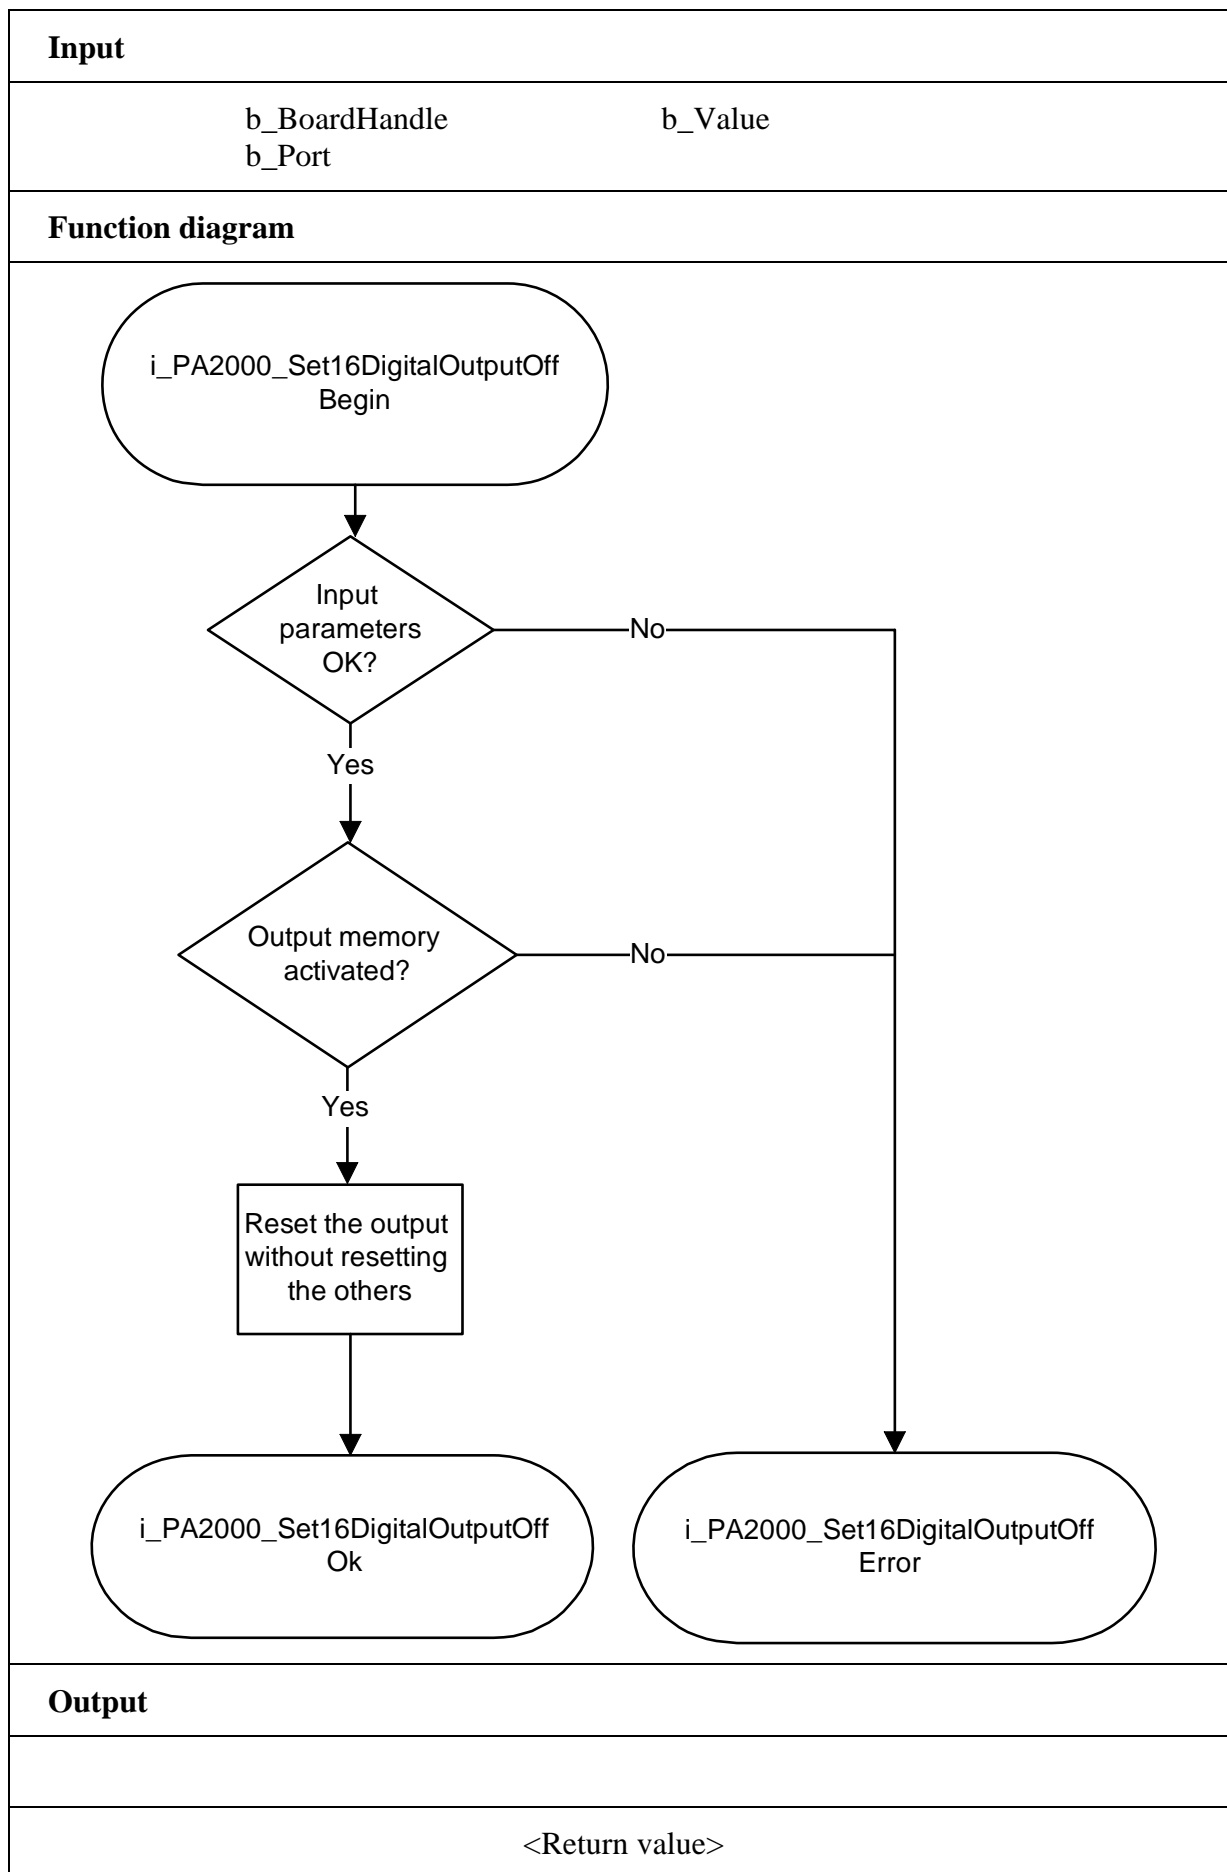 Input
b_BoardHandle b_Value
b_Port
Function diagram
i_PA2000_Set16DigitalOutputOff
Begin
Input
parameters
OK?
No
Yes
Output memory
activated?
No
Yes
Reset the output
without resetting
the others
i_PA2000_Set16DigitalOutputOff
Ok
i_PA2000_Set16DigitalOutputOff
Error
Output
<Return value>